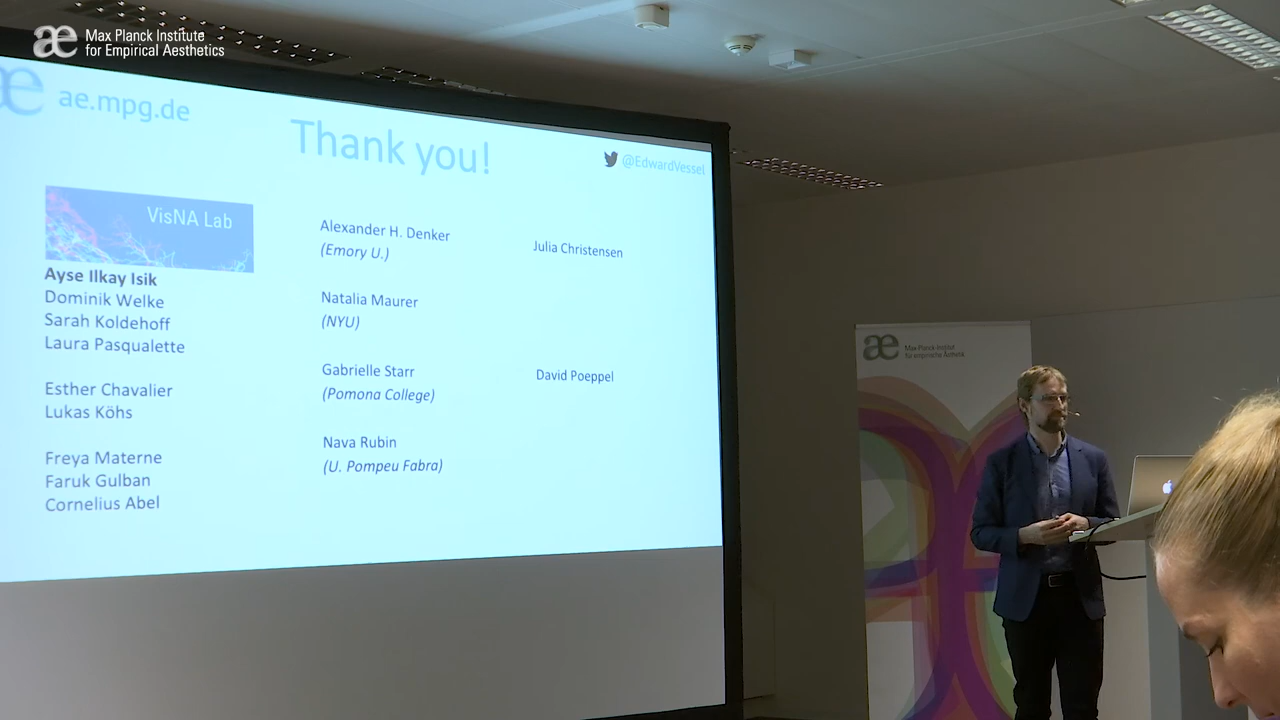 æ Max Planck Institute
for Empirical Aesthetics
æ ae.mpg.de
Thank you!
@EdwardVessel
VisNA Lab
Ayse Ilkay Isik
Dominik Welke
Sarah Koldehoff
Laura Pasqualette
Esther Chavalier
Lukas Köhs
Freya Materne
Faruk Gulban
Cornelius Abel
Alexander H. Denker
(Emory U.)
Natalia Maurer
(NYU)
Gabrielle Starr
(Pomona College)
Nava Rubin
(U. Pompeu Fabra)
Julia Christensen
David Poeppel
æ Max-Planck-Institut
für empirische Ästhetik